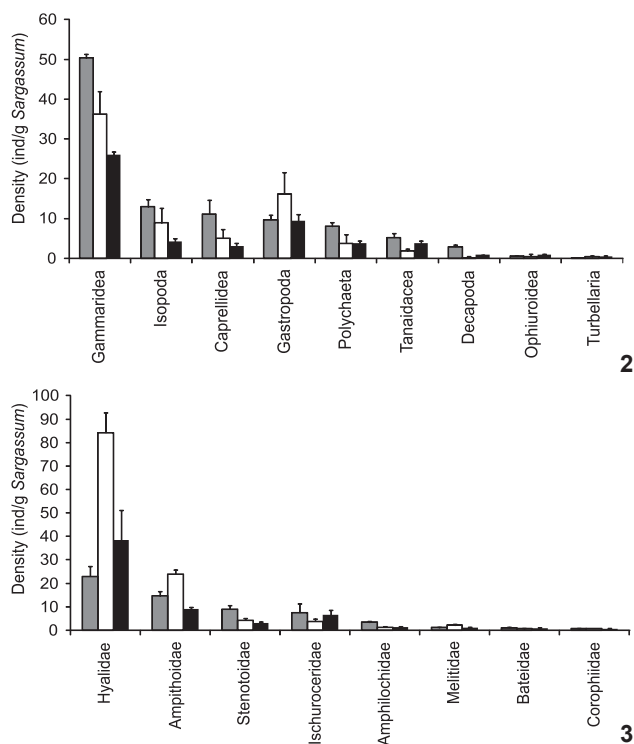 60
50
40
30
20
10
0
Density (ind/g Sargassum)
Gammaridea
Isopoda
Caprellidea
Gastropoda
Polychaeta
Tanaidacea
Decapoda
Ophiuroidea
Turbellaria
2
100
90
80
70
60
50
40
30
20
10
0
Density (ind/g Sargassum)
Hyalidae
Ampithoidae
Stenotoidae
Ischuroceridae
Amphilochidae
Melitidae
Bateidae
Corophiidae
3